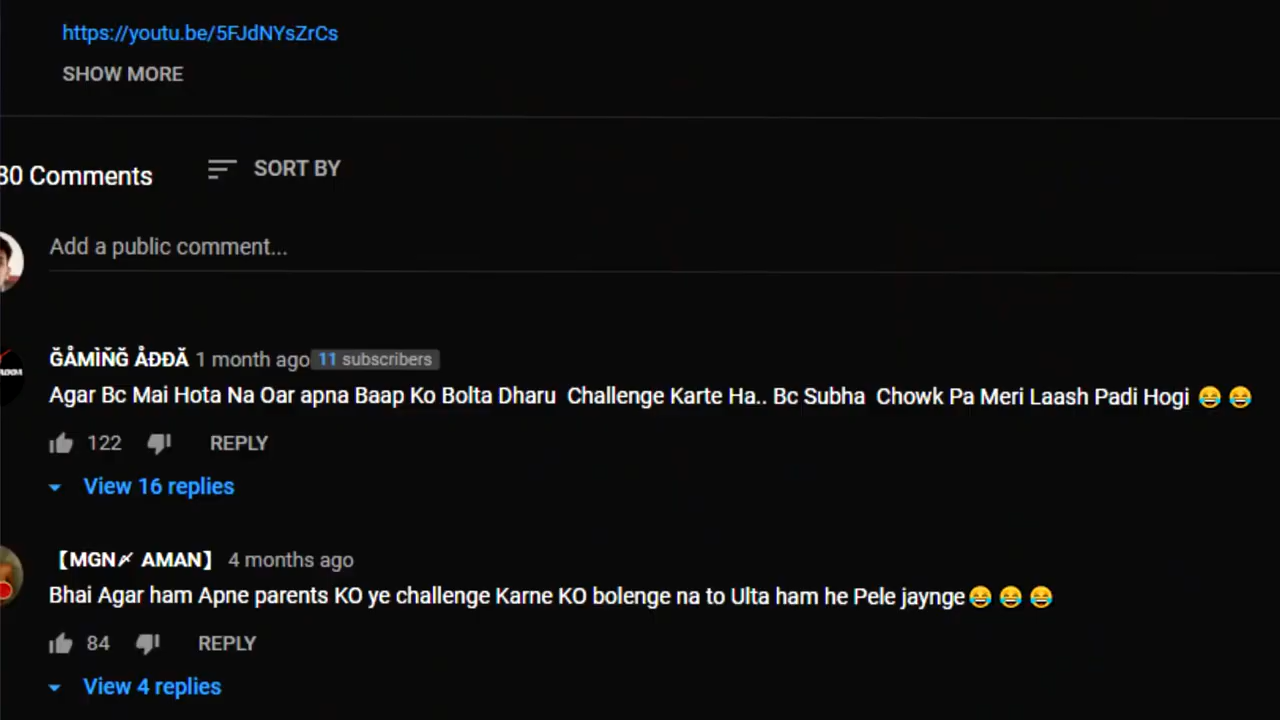 https://youtu.be/5FJdNYsZrCs
SHOW MORE
30 Comments
SORT BY
Add a public comment...
ĞÅMÌŇĞ ÅĐĐĂ 1 month ago 11 subscribers
Agar Bc Mai Hota Na Oar apna Baap Ko Bolta Dharu Challenge Karte Ha.. Bc Subha Chowk Pa Meri Laash Padi Hogi 😂 😂
122 REPLY
View 16 replies
【MGN〆 AMAN】 4 months ago
Bhai Agar ham Apne parents KO ye challenge Karne KO bolenge na to Ulta ham he Pele jaynge😂 😂 😂
84 REPLY
View 4 replies